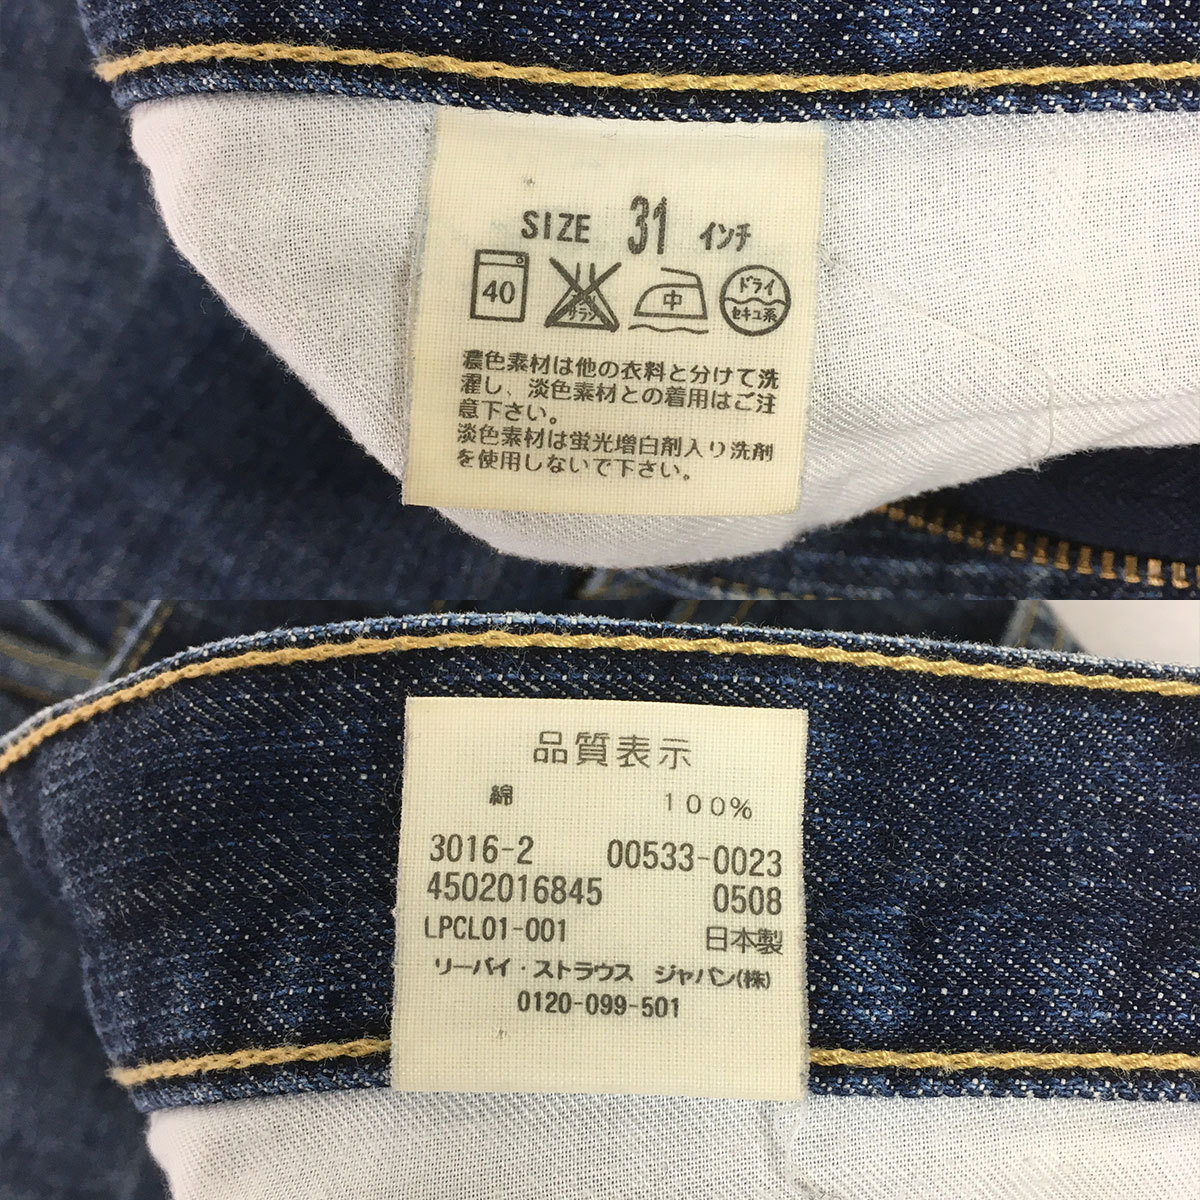 SIZE 31 インチ
40 サラシ 中 ドライ セキユ系
濃色素材は他の衣料と分けて洗
濯し、淡色素材との着用はご注
意下さい。
淡色素材は蛍光増白剤入り洗剤
を使用しないで下さい。
品質表示
綿 100%
3016-2 00533-0023
4502016845 0508
LPCL01-001 日本製
リーバイ・ストラウス ジャパン(株)
0120-099-501